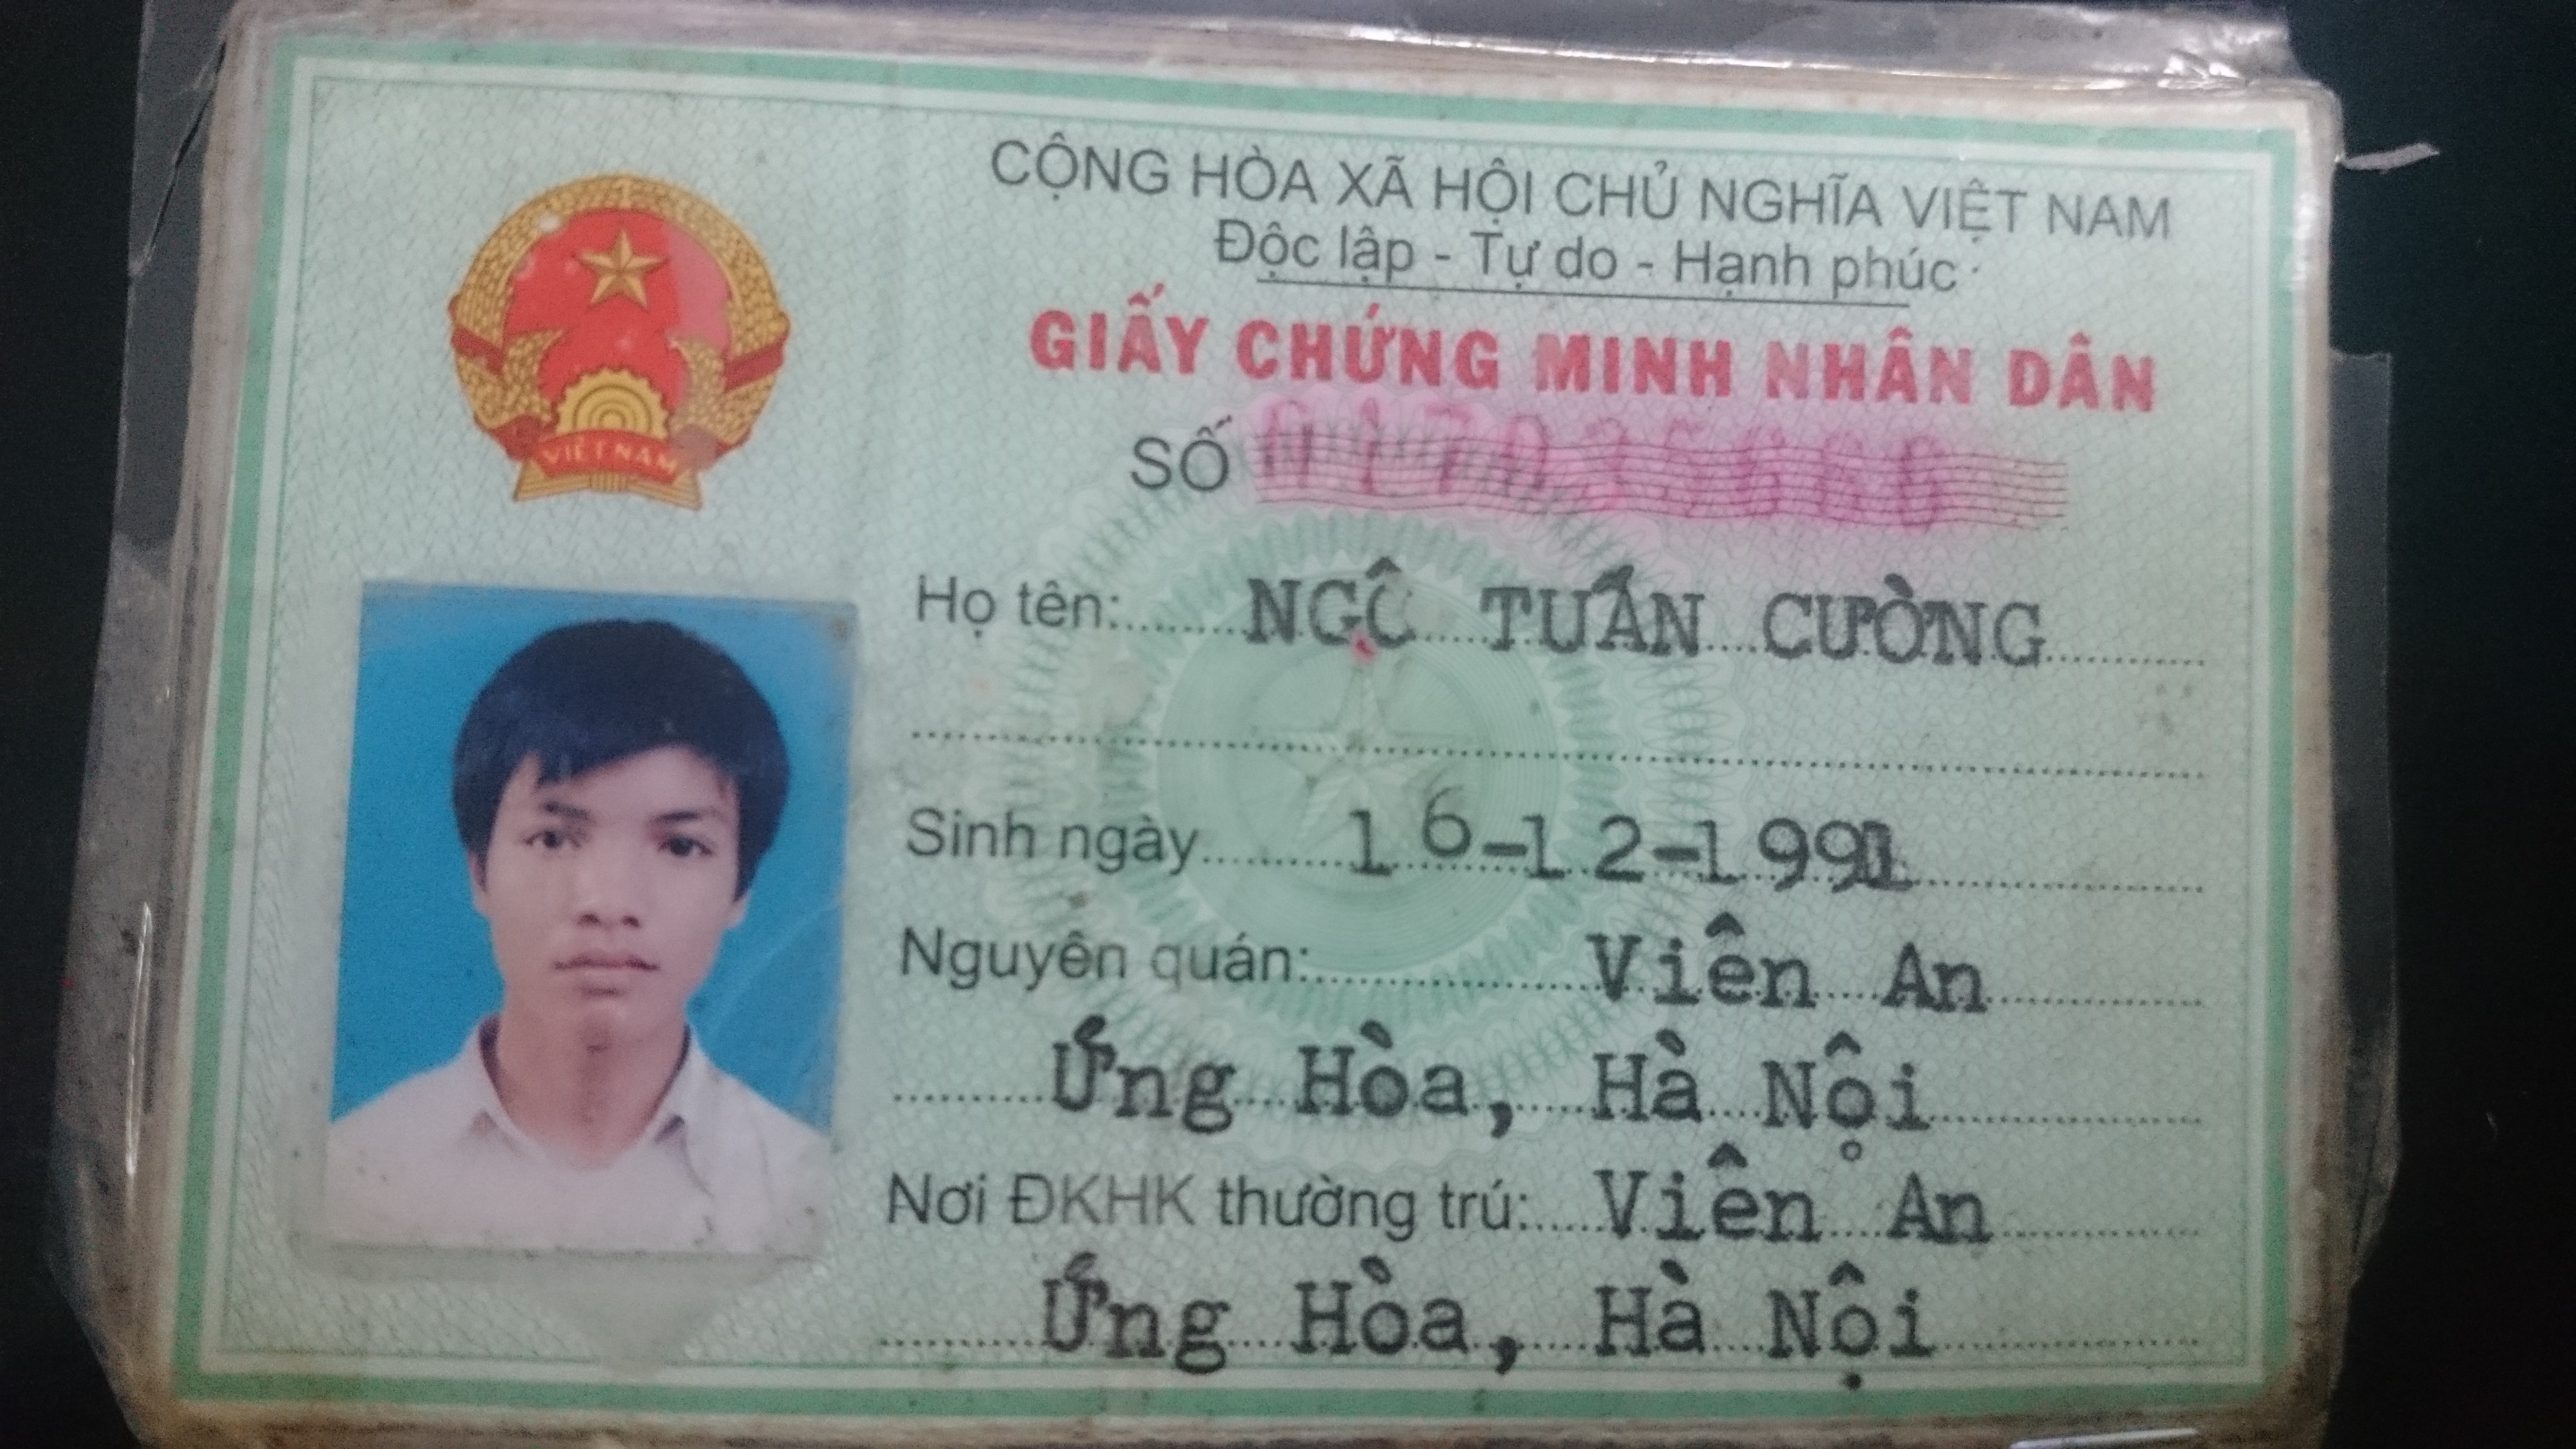 CỘNG HÒA XÃ HỘI CHỦ NGHĨA VIỆT NAM
Độc lập - Tự do - Hạnh phúc
GIẤY CHỨNG MINH NHÂN DÂN
VIỆT NAM
SỐ
Họ tên: NGÔ TUẤN CƯỜNG
Sinh ngày 16-12-1991
Nguyên quán: Viên An
Ứng Hòa, Hà Nội
Nơi ĐKHK thường trú: Viên An
Ứng Hòa, Hà Nội